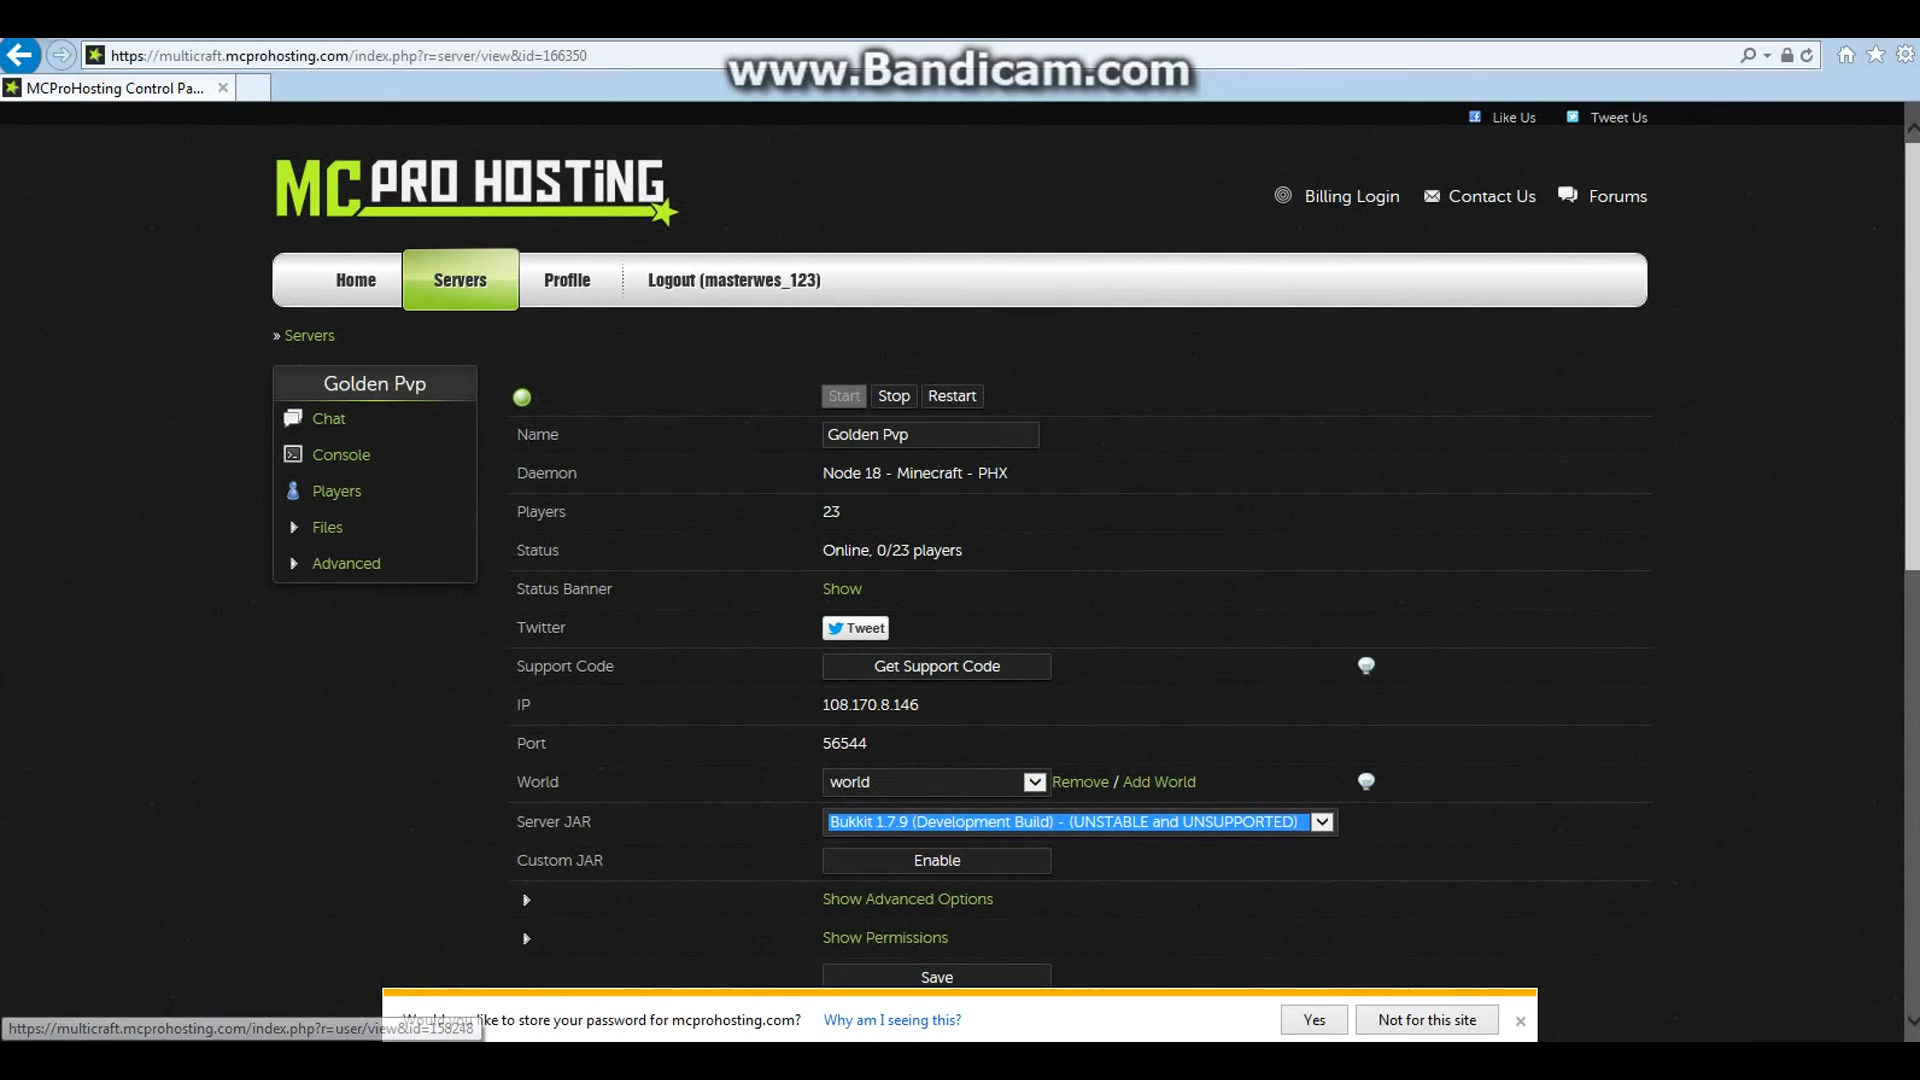 https://multicraft.mcprohosting.com/index.php?r=server/view&id=166350
www.Bandicam.com
MCProHosting Control Pa...
Like Us
Tweet Us
MC PRO HOSTiNG
Billing Login
Contact Us
Forums
Home
Servers
Profile
Logout (masterwes_123)
» Servers
Golden Pvp
Chat
Console
Players
Files
Advanced
Start
Stop
Restart
Name
Golden Pvp
Daemon
Node 18 - Minecraft - PHX
Players
23
Status
Online, 0/23 players
Status Banner
Show
Twitter
Tweet
Support Code
Get Support Code
IP
108.170.8.146
Port
56544
World
world
Remove / Add World
Server JAR
Bukkit 1.7.9 (Development Build) - (UNSTABLE and UNSUPPORTED)
Custom JAR
Enable
Show Advanced Options
Show Permissions
Save
Would you like to store your password for mcprohosting.com?
Why am I seeing this?
Yes
Not for this site
https://multicraft.mcprohosting.com/index.php?r=user/view&id=158248